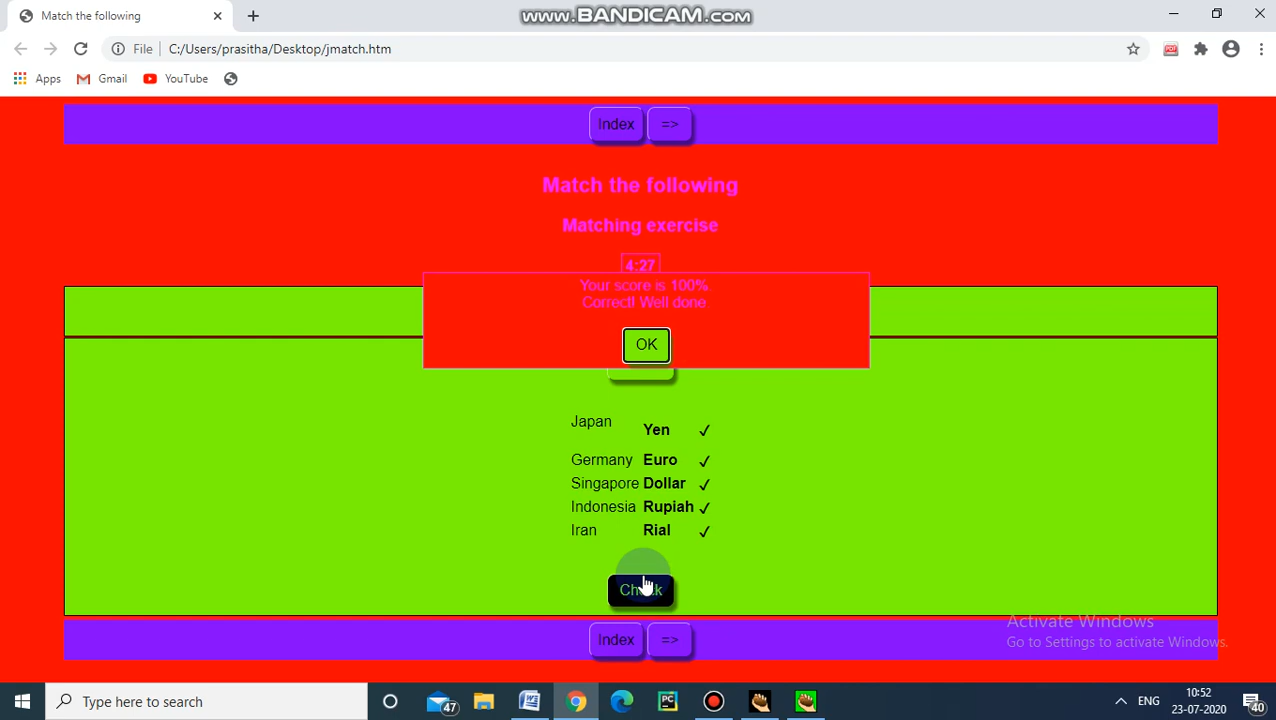 Match the following
www.BANDICAM.com
File C:/Users/prasitha/Desktop/jmatch.htm
Apps Gmail YouTube
Index =>
Match the following
Matching exercise
4:27
Your score is 100%.
Correct! Well done
OK
Japan Yen ✓
Germany Euro ✓
Singapore Dollar ✓
Indonesia Rupiah ✓
Iran Rial ✓
Check
Activate Windows
Go to Settings to activate Windows.
Index =>
Type here to search
47
ENG
10:52
23-07-2020
40